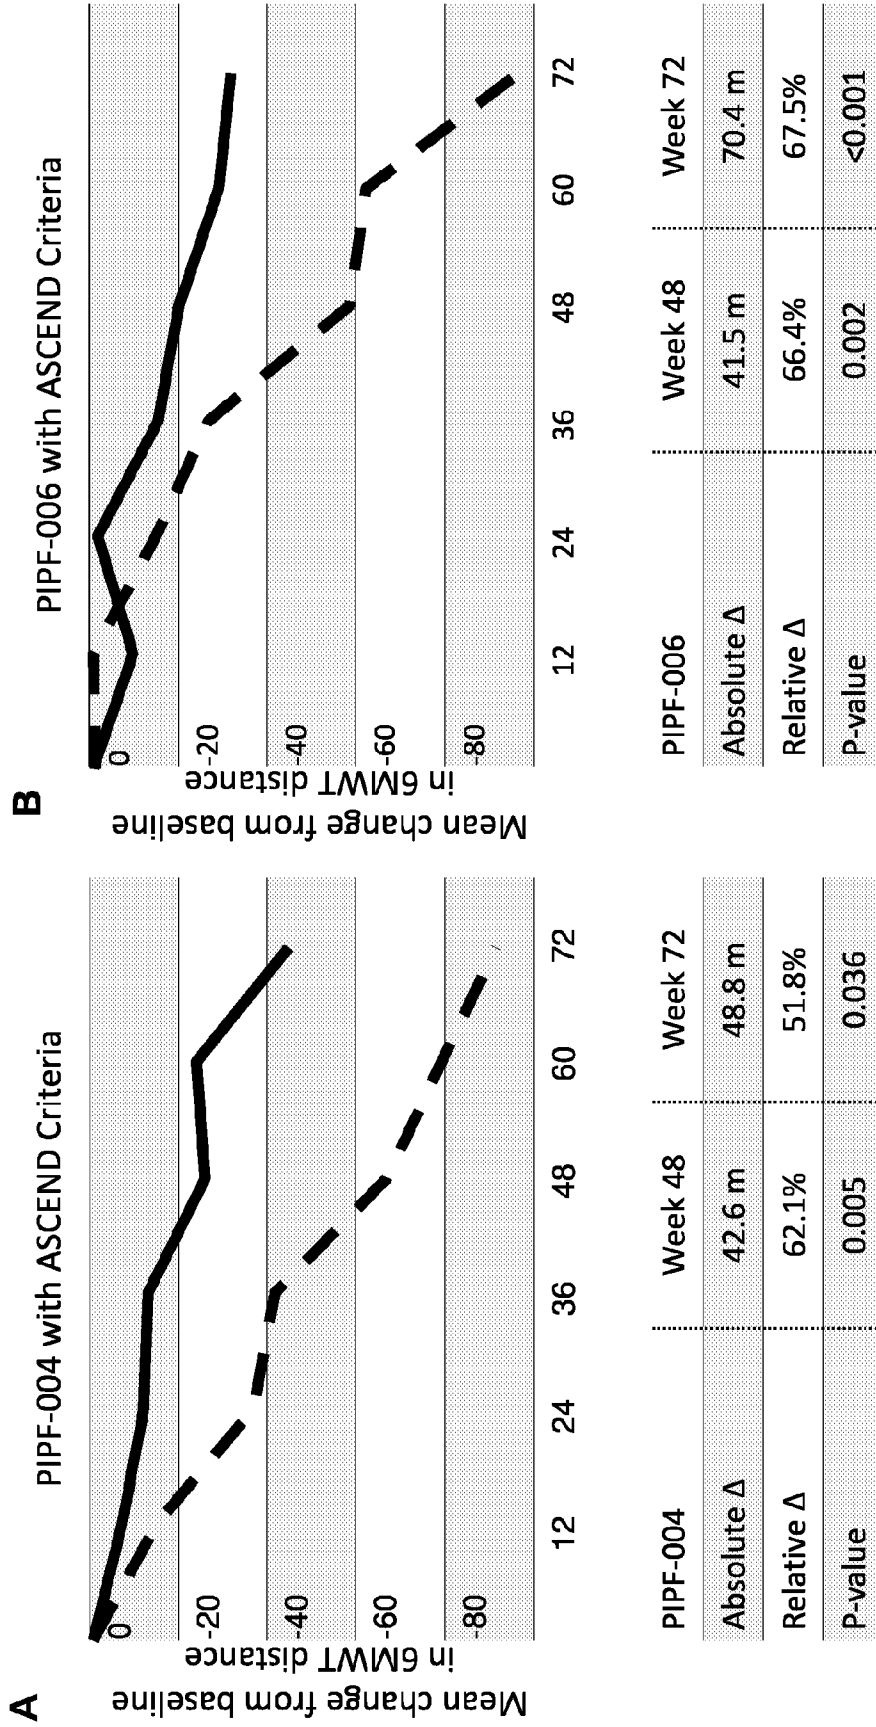 A
PIPF-004 with ASCEND Criteria
Mean change from baseline
in 6MWT distance
0
-20
-40
-60
-80
12 24 36 48 60 72
PIPF-004 Week 48 Week 72
Absolute Δ 42.6 m 48.8 m
Relative Δ 62.1% 51.8%
P-value 0.005 0.036
B
PIPF-006 with ASCEND Criteria
Mean change from baseline
in 6MWT distance
0
-20
-40
-60
-80
12 24 36 48 60 72
PIPF-006 Week 48 Week 72
Absolute Δ 41.5 m 70.4 m
Relative Δ 66.4% 67.5%
P-value 0.002 <0.001